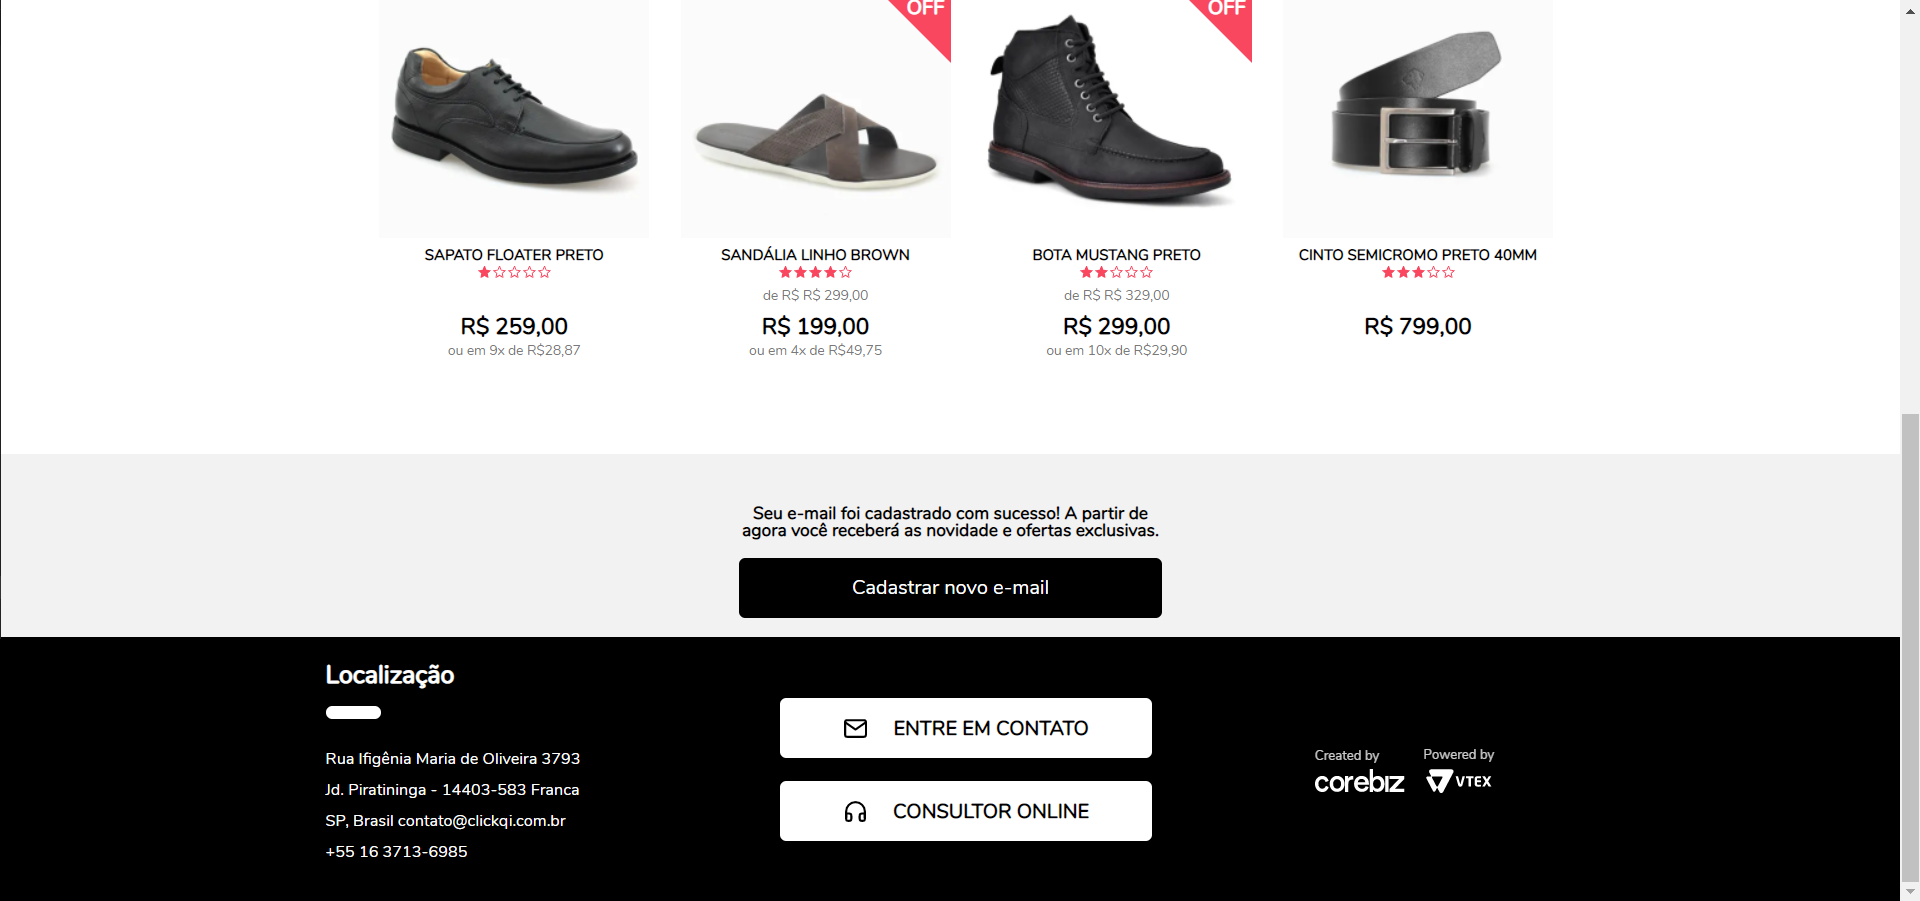 OFF
OFF
SAPATO FLOATER PRETO
SANDÁLIA LINHO BROWN
BOTA MUSTANG PRETO
CINTO SEMICROMO PRETO 40MM
de R$ R$ 299,00
de R$ R$ 329,00
R$ 259,00
R$ 199,00
R$ 299,00
R$ 799,00
ou em 9x de R$28,87
ou em 4x de R$49,75
ou em 10x de R$29,90
Seu e-mail foi cadastrado com sucesso! A partir de
agora você receberá as novidade e ofertas exclusivas.
Cadastrar novo e-mail
Localização
Rua Ifigênia Maria de Oliveira 3793
Jd. Piratininga - 14403-583 Franca
SP, Brasil contato@clickqi.com.br
+55 16 3713-6985
ENTRE EM CONTATO
CONSULTOR ONLINE
Created by
corebiz
Powered by
VTEX